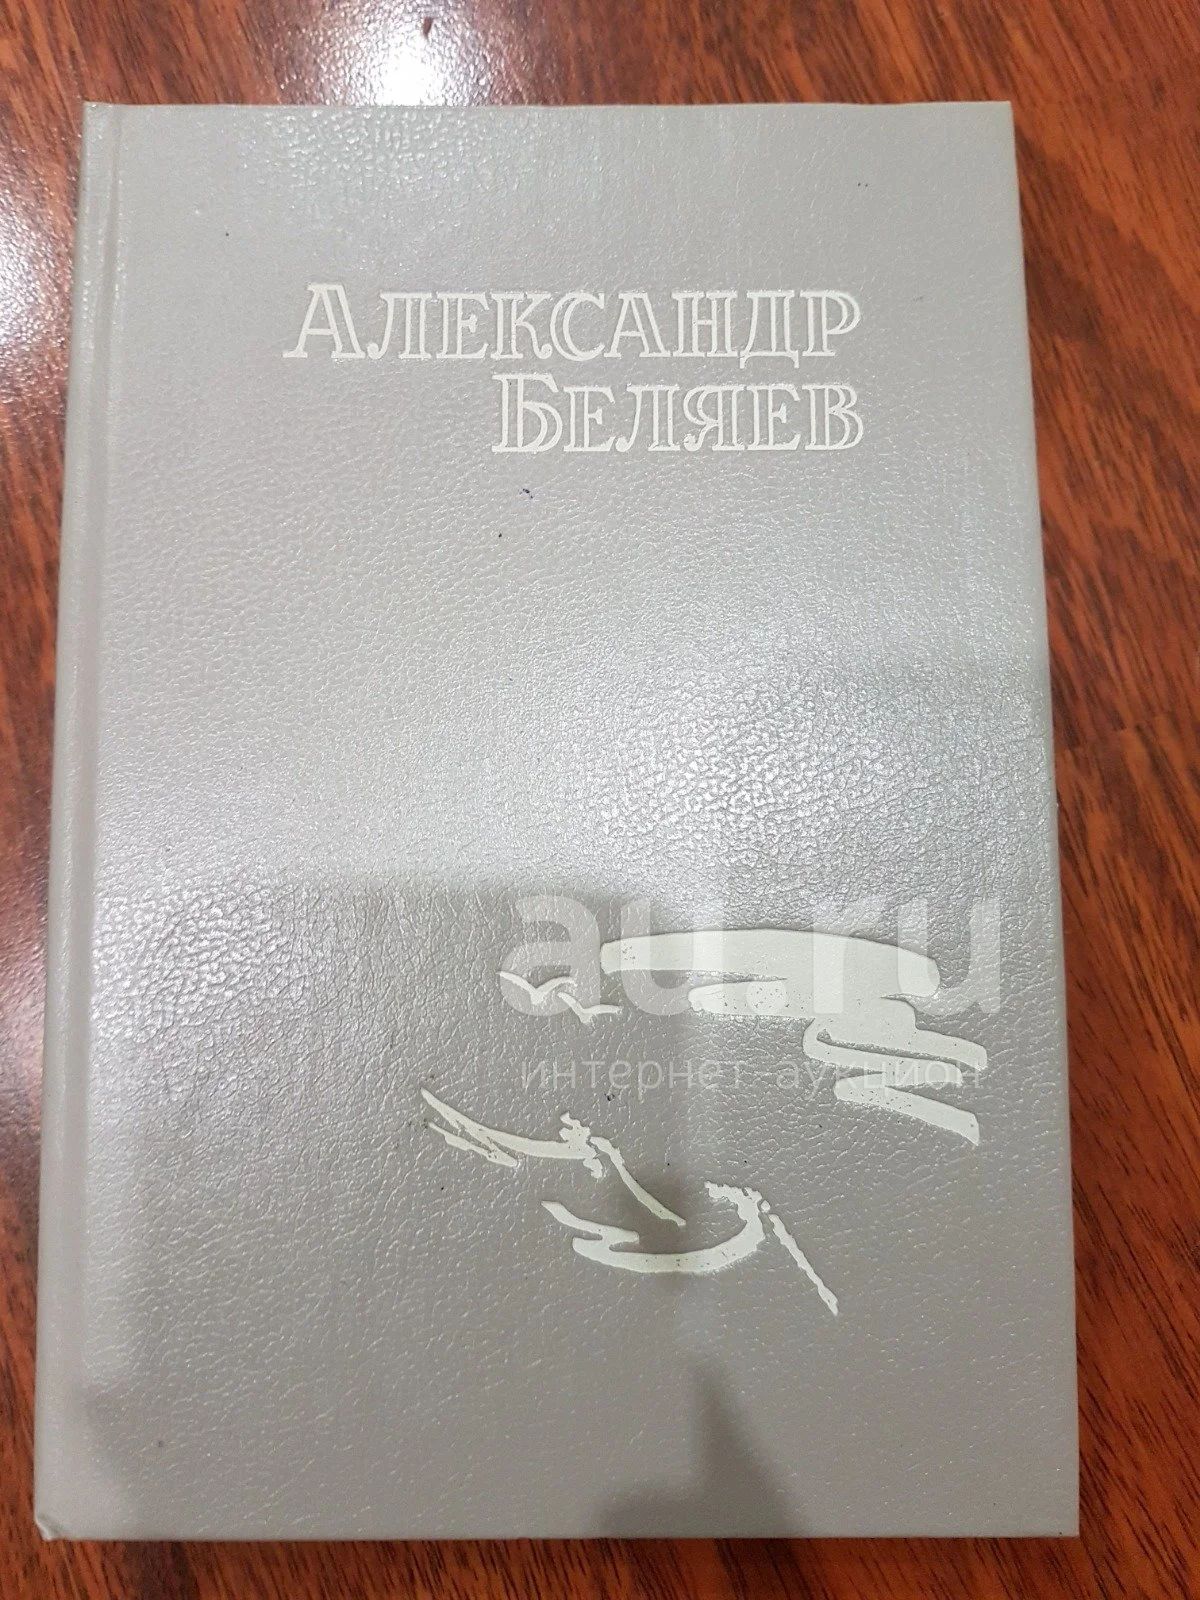 Александр
Беляев
au.ru
интернет-аукцион